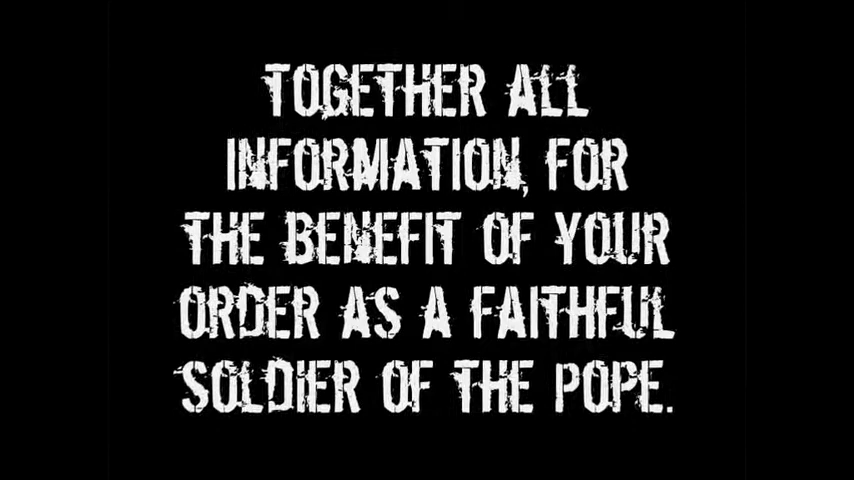 TOGETHER ALL
INFORMATION, FOR
THE BENEFIT OF YOUR
ORDER AS A FAITHFUL
SOLDIER OF THE POPE.